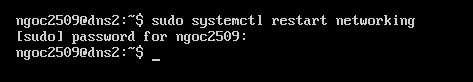 ngoc2509@dns2:~$ sudo systemctl restart networking
[sudo] password for ngoc2509:
ngoc2509@dns2:~$ _